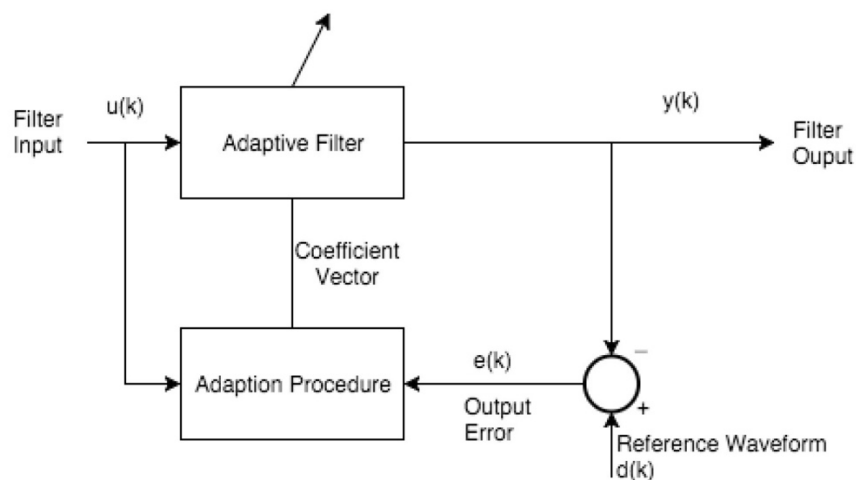 u(k)
y(k)
Filter
Input
Adaptive Filter
Filter
Ouput
Coefficient
Vector
e(k)
–
Adaption Procedure
Output
Error
+
Reference Waveform
d(k)